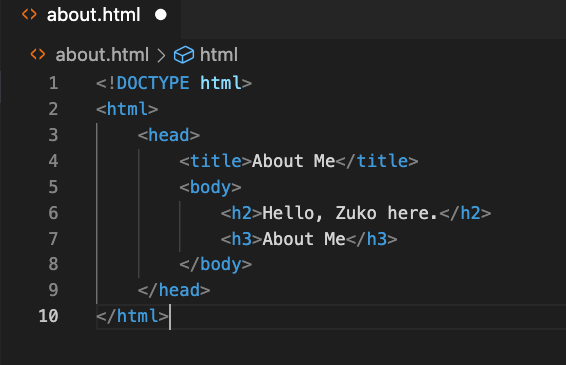 about.html
about.html > html
1 <!DOCTYPE html>
2 <html>
3     <head>
4         <title>About Me</title>
5         <body>
6             <h2>Hello, Zuko here.</h2>
7             <h3>About Me</h3>
8         </body>
9     </head>
10 </html>